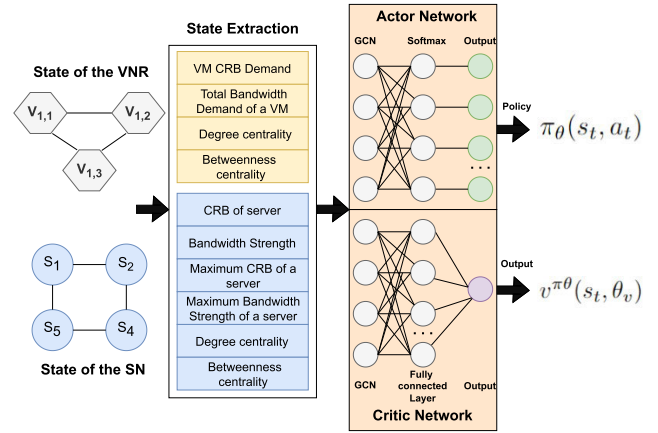 State of the VNR
V1,1
V1,2
V1,3
S1
S2
S5
S4
State of the SN
State Extraction
VM CRB Demand
Total Bandwidth
Demand of a VM
Degree centrality
Betweenness
centrality
CRB of server
Bandwidth Strength
Maximum CRB of a
server
Maximum Bandwidth
Strength of a server
Degree centrality
Betweenness
centrality
Actor Network
GCN
Softmax
Output
...
Policy
πθ(st, at)
...
GCN
Fully
connected
Layer
Output
Critic Network
Output
v^πθ(st, θv)